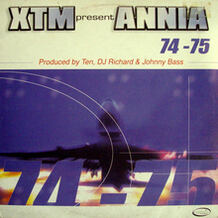 XTM present ANNIA
74 -75
Produced by Ten, DJ Richard & Johnny Bass
74 -75